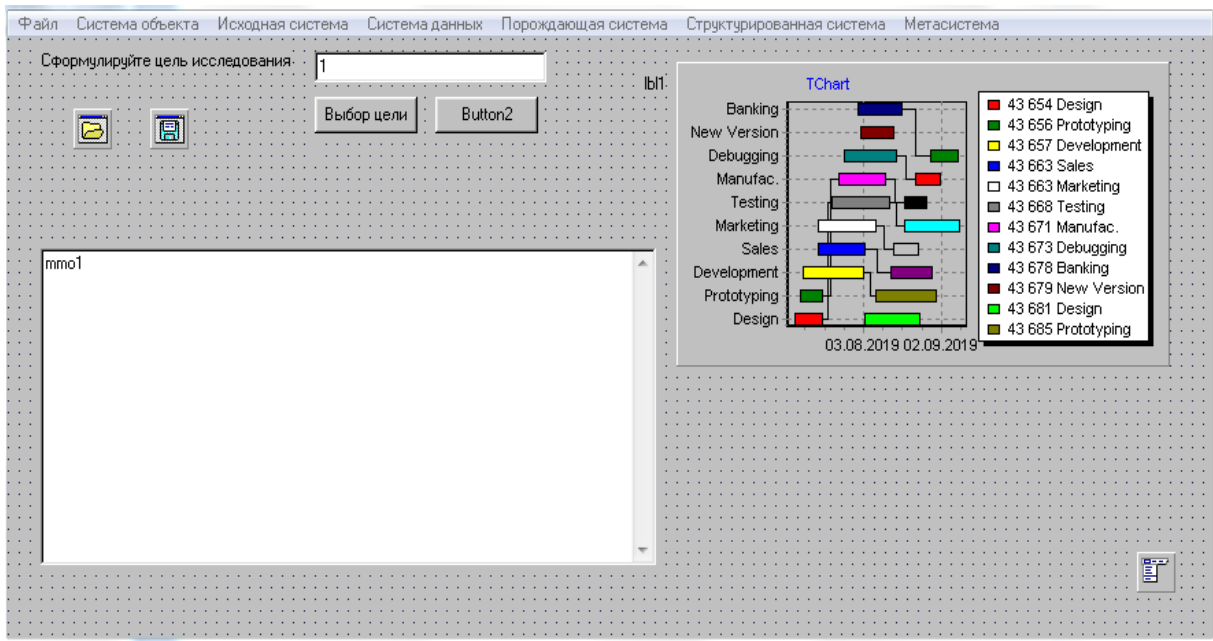 Файл Система объекта Исходная система Система данных Порождающая система Структурированная система Метасистема
Сформулируйте цель исследования
1
Выбор цели Button2
lbl1
mmo1
TChart
Banking
New Version
Debugging
Manufac.
Testing
Marketing
Sales
Development
Prototyping
Design
03.08.2019 02.09.2019
43 654 Design
43 656 Prototyping
43 657 Development
43 663 Sales
43 663 Marketing
43 668 Testing
43 671 Manufac.
43 673 Debugging
43 678 Banking
43 679 New Version
43 681 Design
43 685 Prototyping